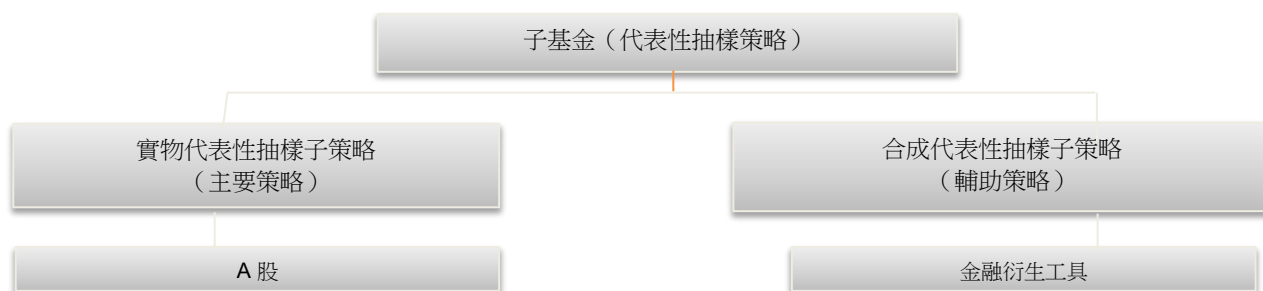 子基金（代表性抽樣策略）
實物代表性抽樣子策略
（主要策略）
合成代表性抽樣子策略
（輔助策略）
A 股
金融衍生工具